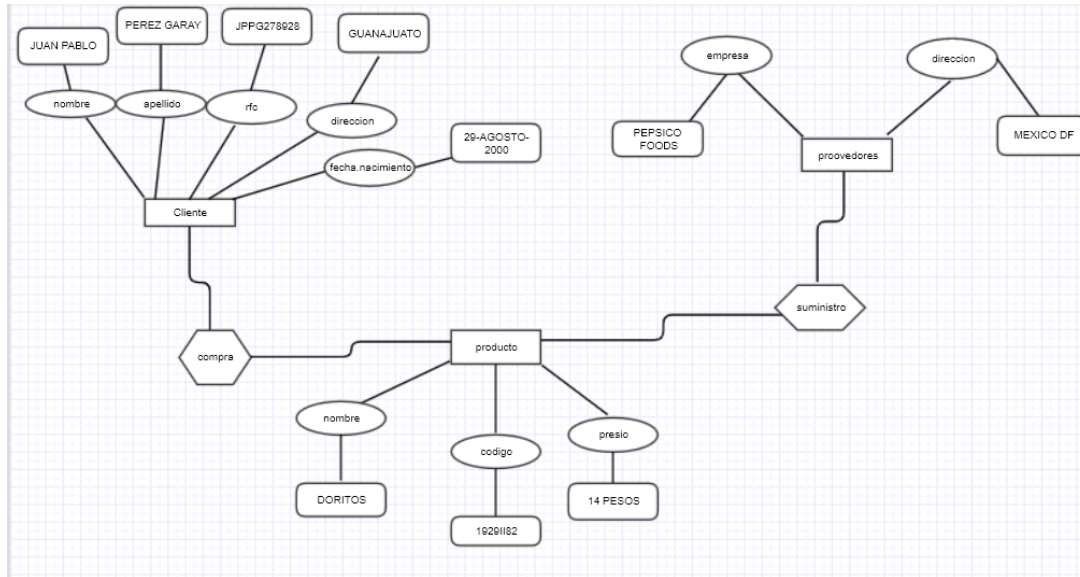 JUAN PABLO
PEREZ GARAY
JPPG278928
GUANAJUATO
nombre
apellido
rfc
direccion
fecha.nacimiento
29-AGOSTO-
2000
Cliente
empresa
direccion
PEPSICO
FOODS
MEXICO DF
proovedores
suministro
compra
producto
nombre
codigo
presio
DORITOS
1929II82
14 PESOS